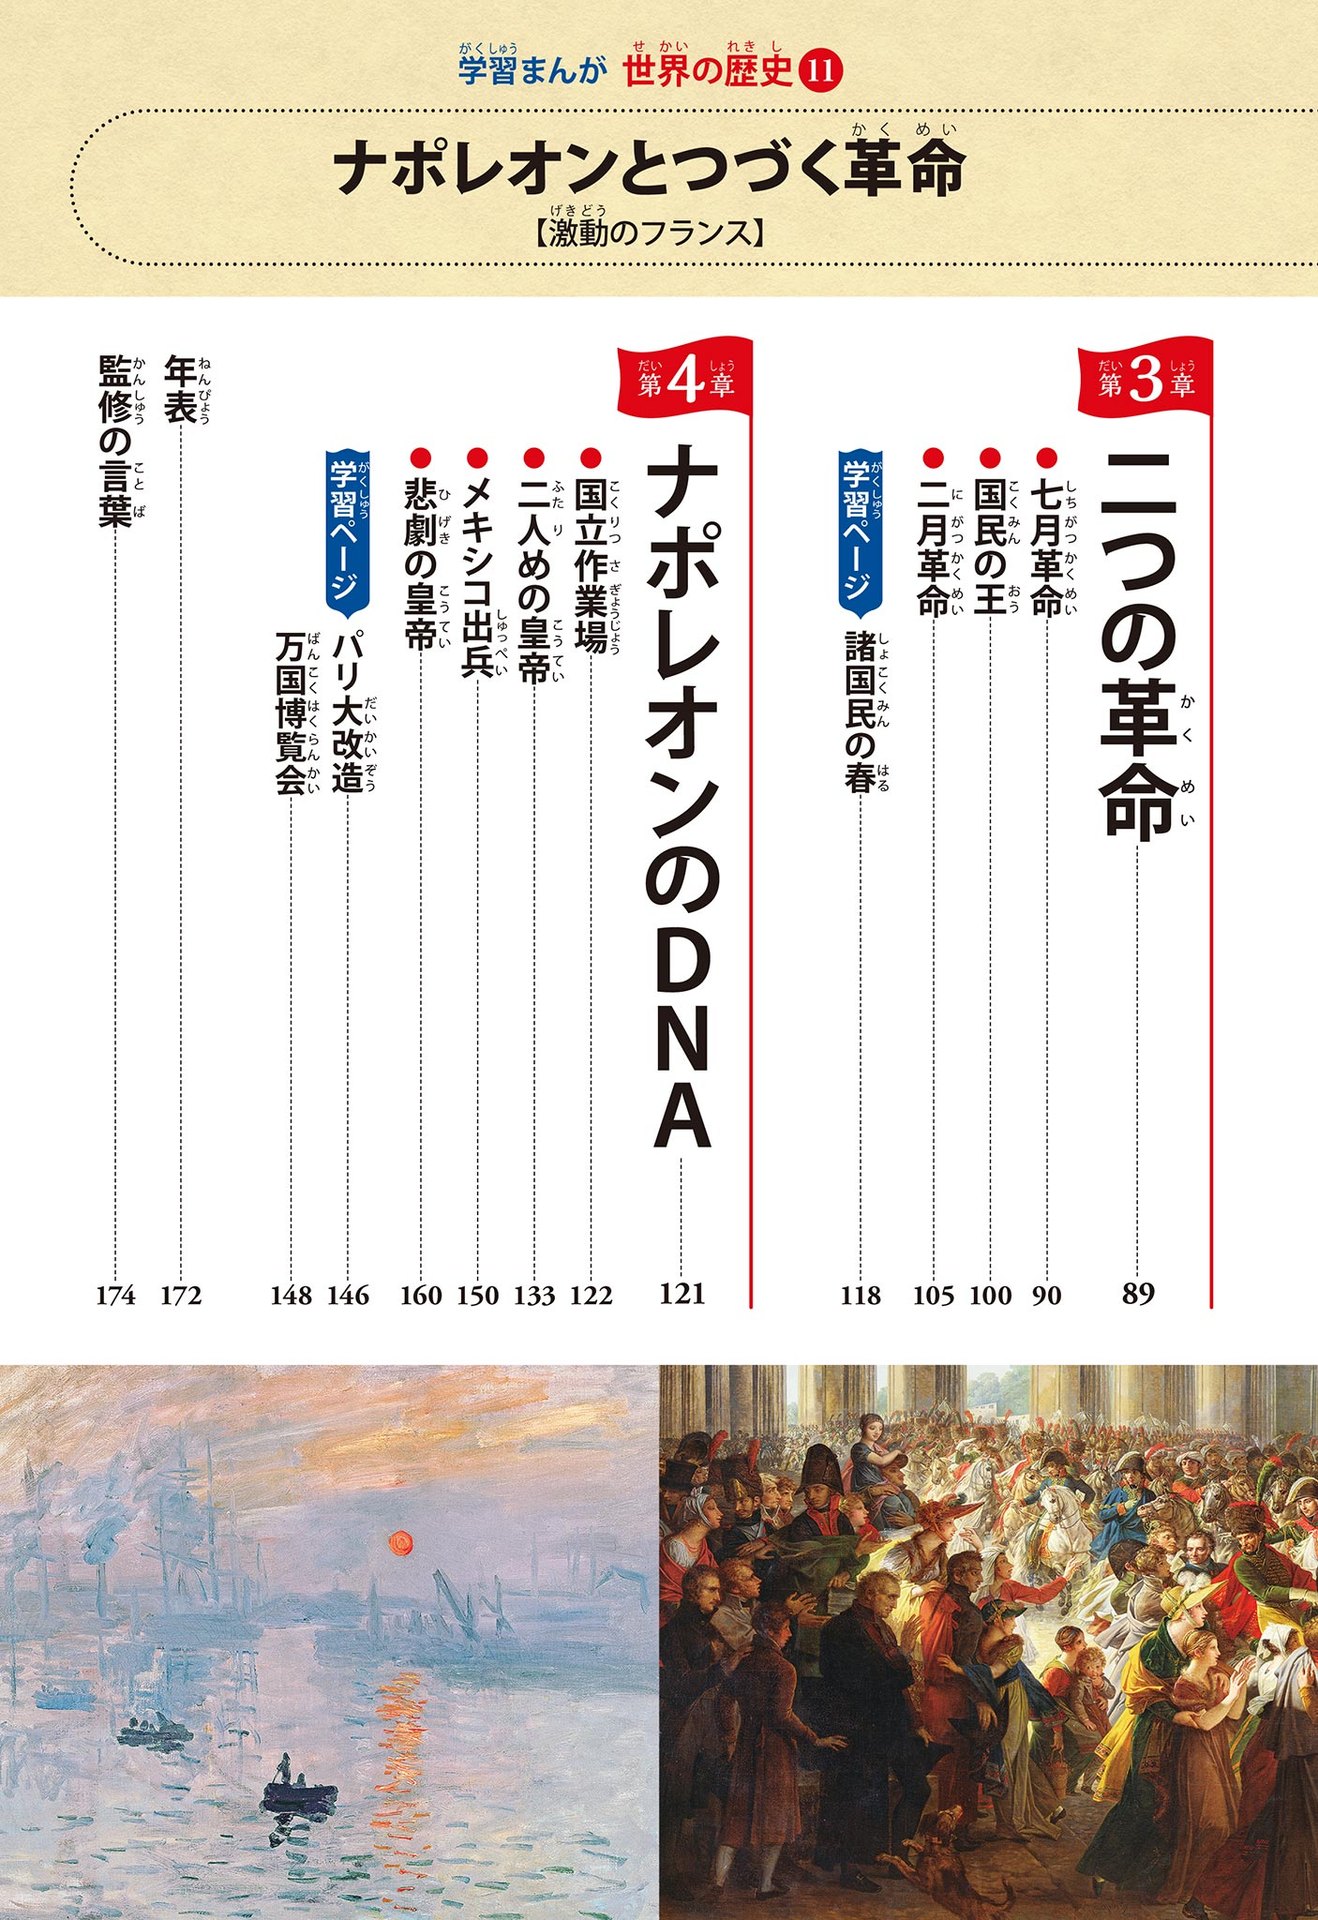 学習まんが 世界の歴史 11
ナポレオンとつづく革命
【激動のフランス】
第3章
二つの革命 89
● 七月革命 90
● 国民の王 100
● 二月革命 105
学習ページ
諸国民の春 118
第4章
ナポレオンのDNA 121
● 国立作業場 122
● 二人めの皇帝 133
● メキシコ出兵 150
● 悲劇の皇帝 160
学習ページ
パリ大改造 146
万国博覧会 148
年表 172
監修の言葉 174